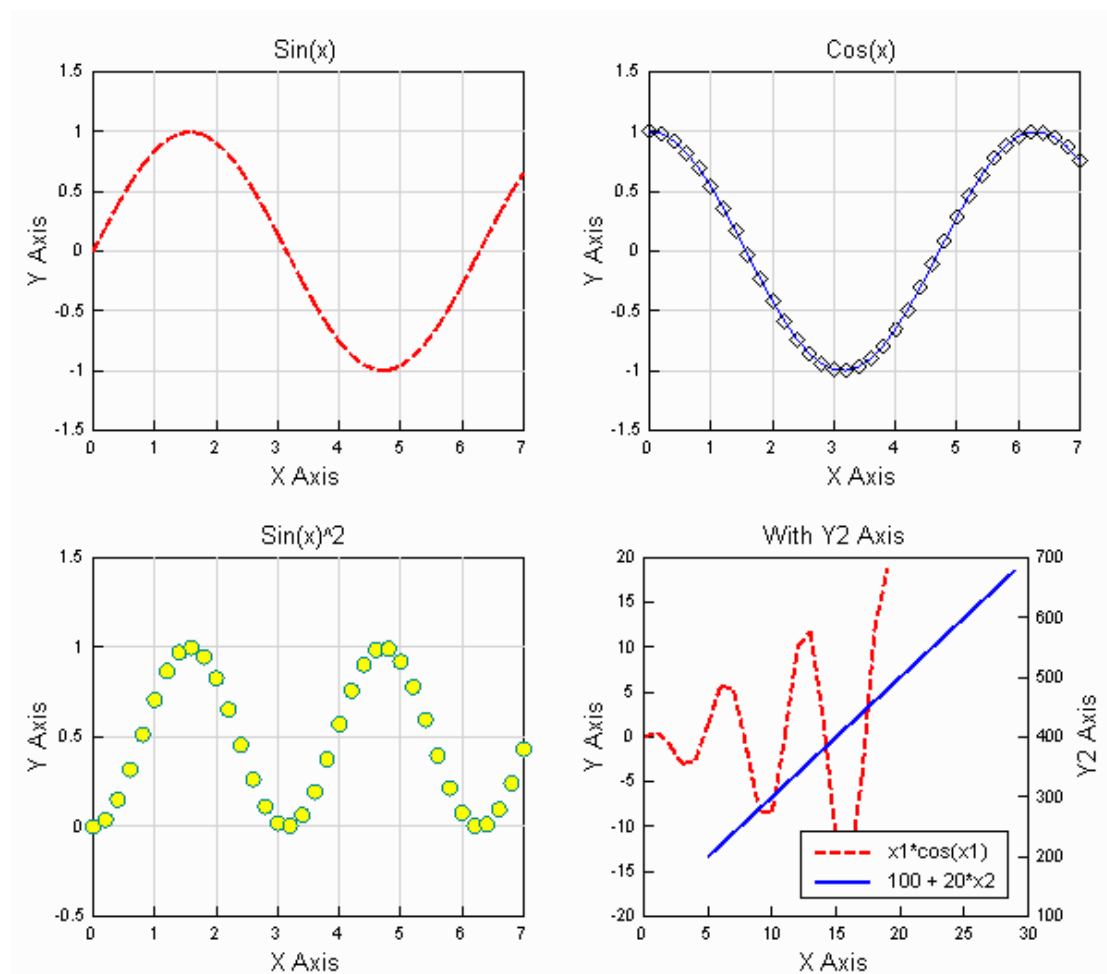 Sin(x)
1.5
1
0.5
0
-0.5
-1
-1.5
Y Axis
0 1 2 3 4 5 6 7
X Axis
Cos(x)
1.5
1
0.5
0
-0.5
-1
-1.5
Y Axis
0 1 2 3 4 5 6 7
X Axis
Sin(x)^2
1.5
1
0.5
0
-0.5
Y Axis
0 1 2 3 4 5 6 7
X Axis
With Y2 Axis
20
15
10
5
0
-5
-10
-15
-20
Y Axis
700
600
500
400
300
200
100
Y2 Axis
x1*cos(x1)
100 + 20*x2
0 5 10 15 20 25 30
X Axis